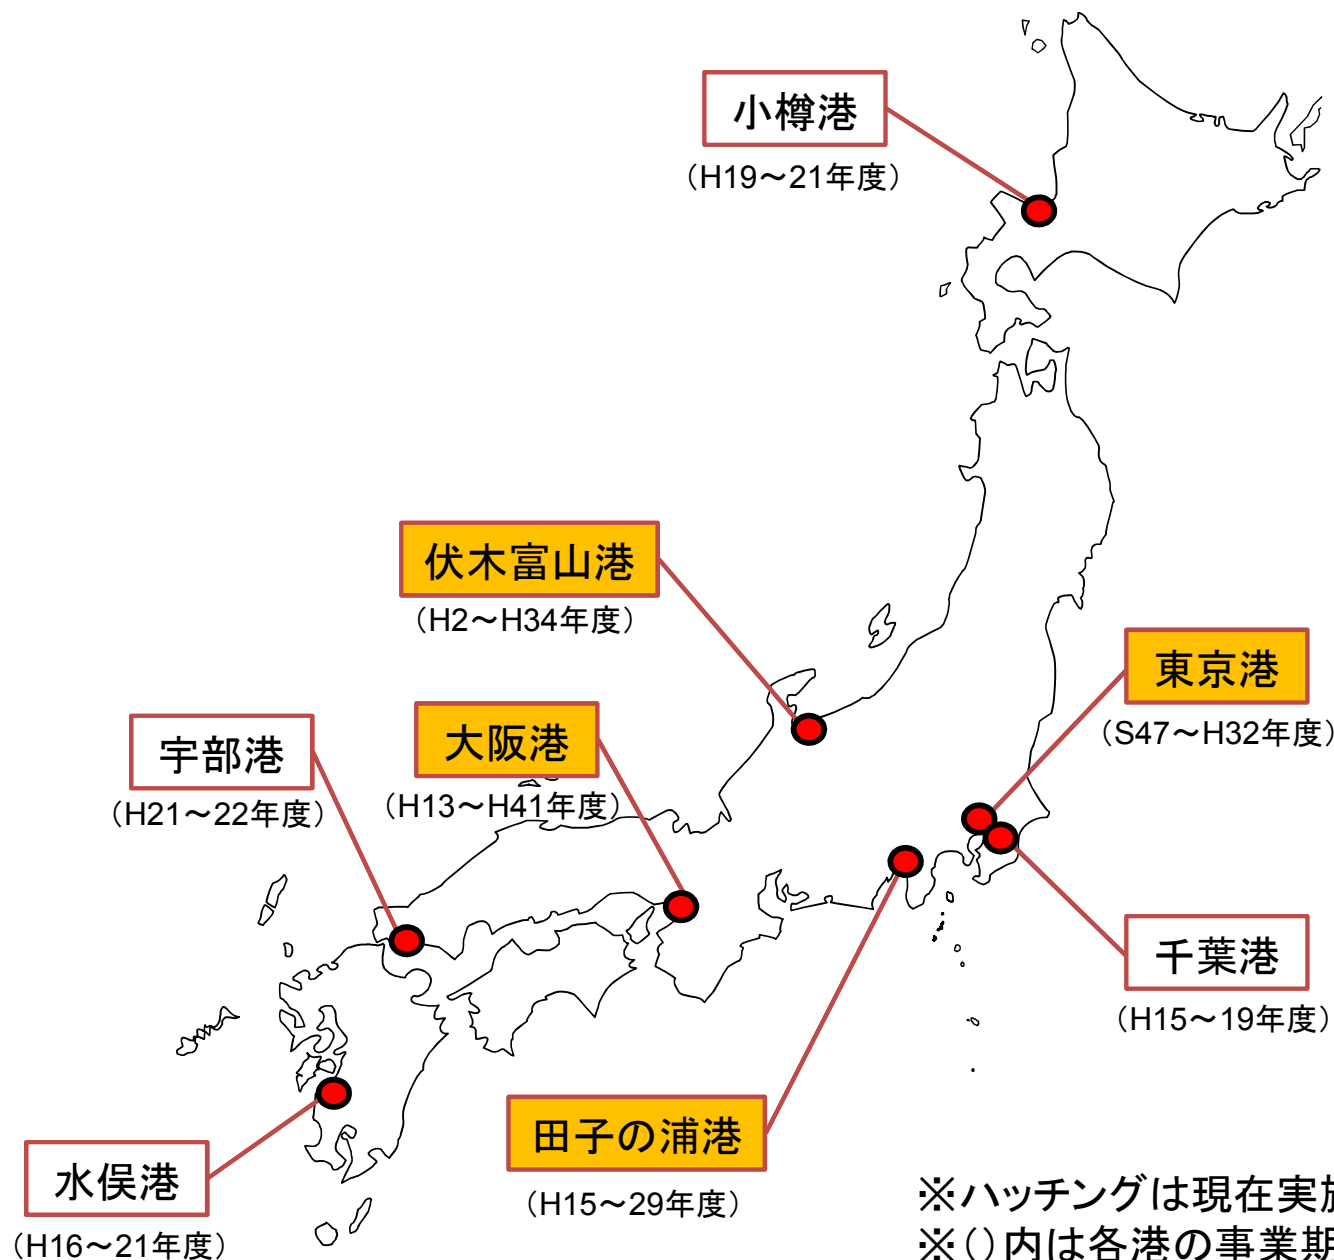 小樽港
（H19～21年度）
伏木富山港
（H2～H34年度）
東京港
（S47～H32年度）
大阪港
（H13～H41年度）
宇部港
（H21～22年度）
千葉港
（H15～19年度）
田子の浦港
（H15～29年度）
水俣港
（H16～21年度）
※ハッチングは現在実施
※（）内は各港の事業期